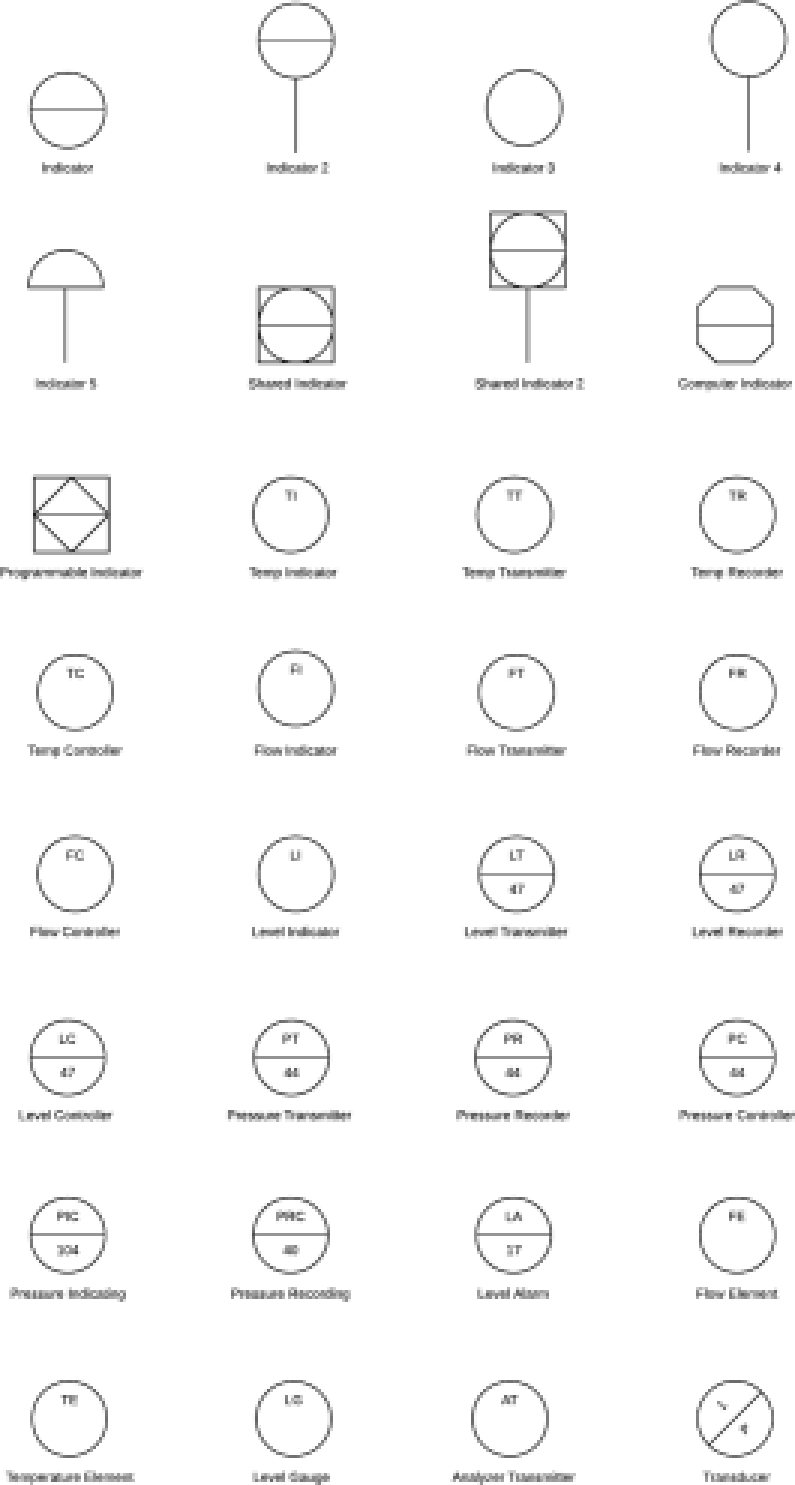 Indicator
Indicator 2
Indicator 3
Indicator 4
Indicator 5
Shared Indicator
Shared Indicator 2
Computer Indicator
TI
TT
TR
Programmable Indicator
Temp Indicator
Temp Transmitter
Temp Recorder
TC
FI
FT
FR
Temp Controller
Flow Indicator
Flow Transmitter
Flow Recorder
FC
LI
LT
47
LR
47
Flow Controller
Level Indicator
Level Transmitter
Level Recorder
LC
47
PT
44
PR
44
PC
44
Level Controller
Pressure Transmitter
Pressure Recorder
Pressure Controller
PIC
104
PRC
40
LA
17
FE
Pressure Indicating
Pressure Recording
Level Alarm
Flow Element
TE
LG
AT
Temperature Element
Level Gauge
Analyzer Transmitter
Transducer